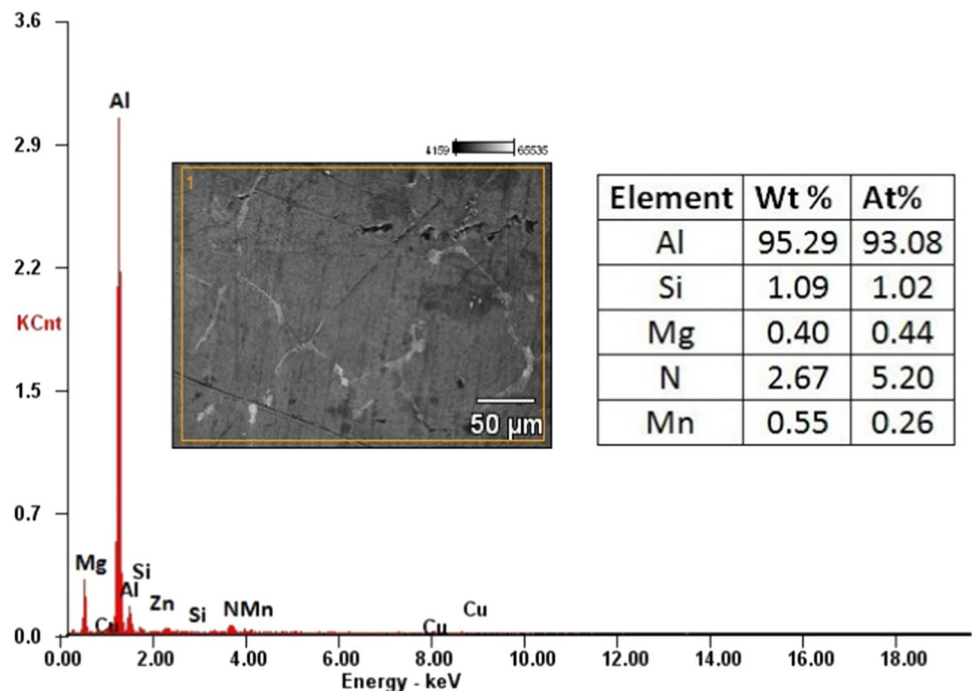 3.6
Al
2.9
4159 65535
1
Element Wt % At%
Al 95.29 93.08
2.2
Si 1.09 1.02
KCnt
Mg 0.40 0.44
N 2.67 5.20
1.5
50 µm
Mn 0.55 0.26
0.7
Mg
Si
Al
Zn
Si
NMn
Cu
Cu
Cu
0.0
0.00 2.00 4.00 6.00 8.00 10.00 12.00 14.00 16.00 18.00
Energy - keV